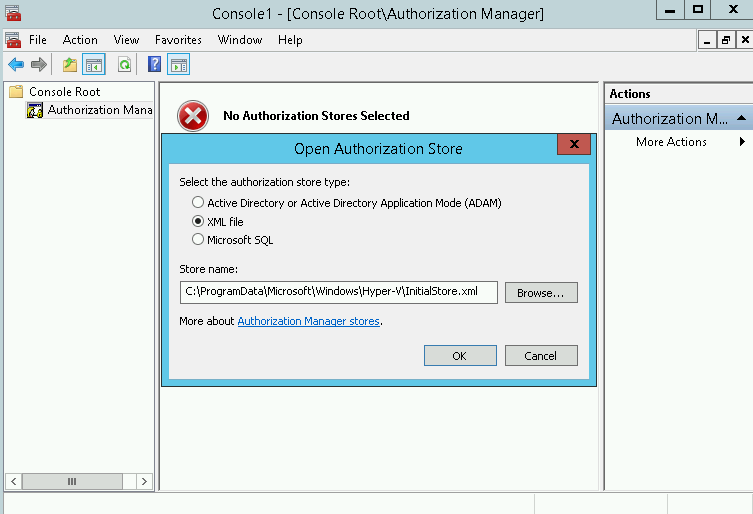 Console1 - [Console Root\Authorization Manager]
File Action View Favorites Window Help
Console Root
Authorization Mana
No Authorization Stores Selected
Open Authorization Store
Select the authorization store type:
Active Directory or Active Directory Application Mode (ADAM)
XML file
Microsoft SQL
Store name:
C:\ProgramData\Microsoft\Windows\Hyper-V\InitialStore.xml
Browse...
More about Authorization Manager stores.
OK
Cancel
Actions
Authorization M...
More Actions